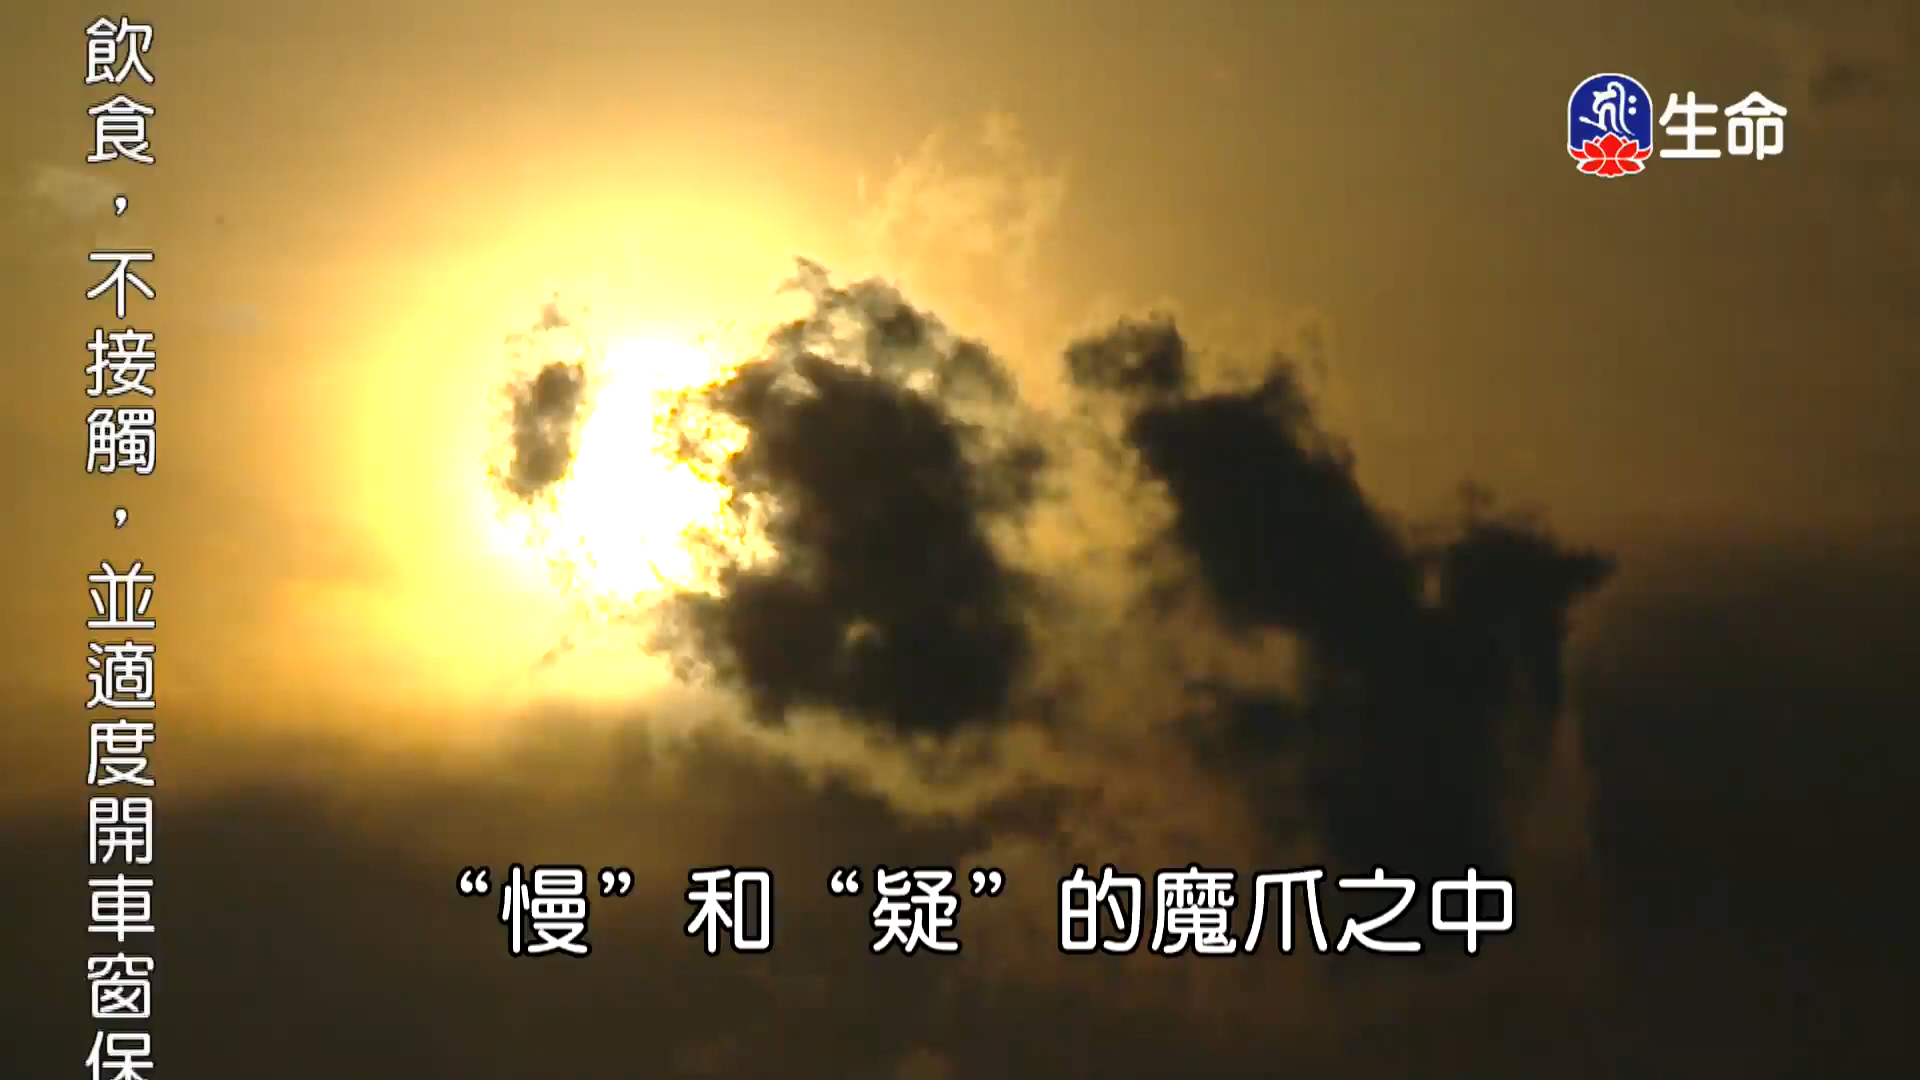 飲食，不接觸，並適度開車窗保
生命
“慢”和“疑”的魔爪之中